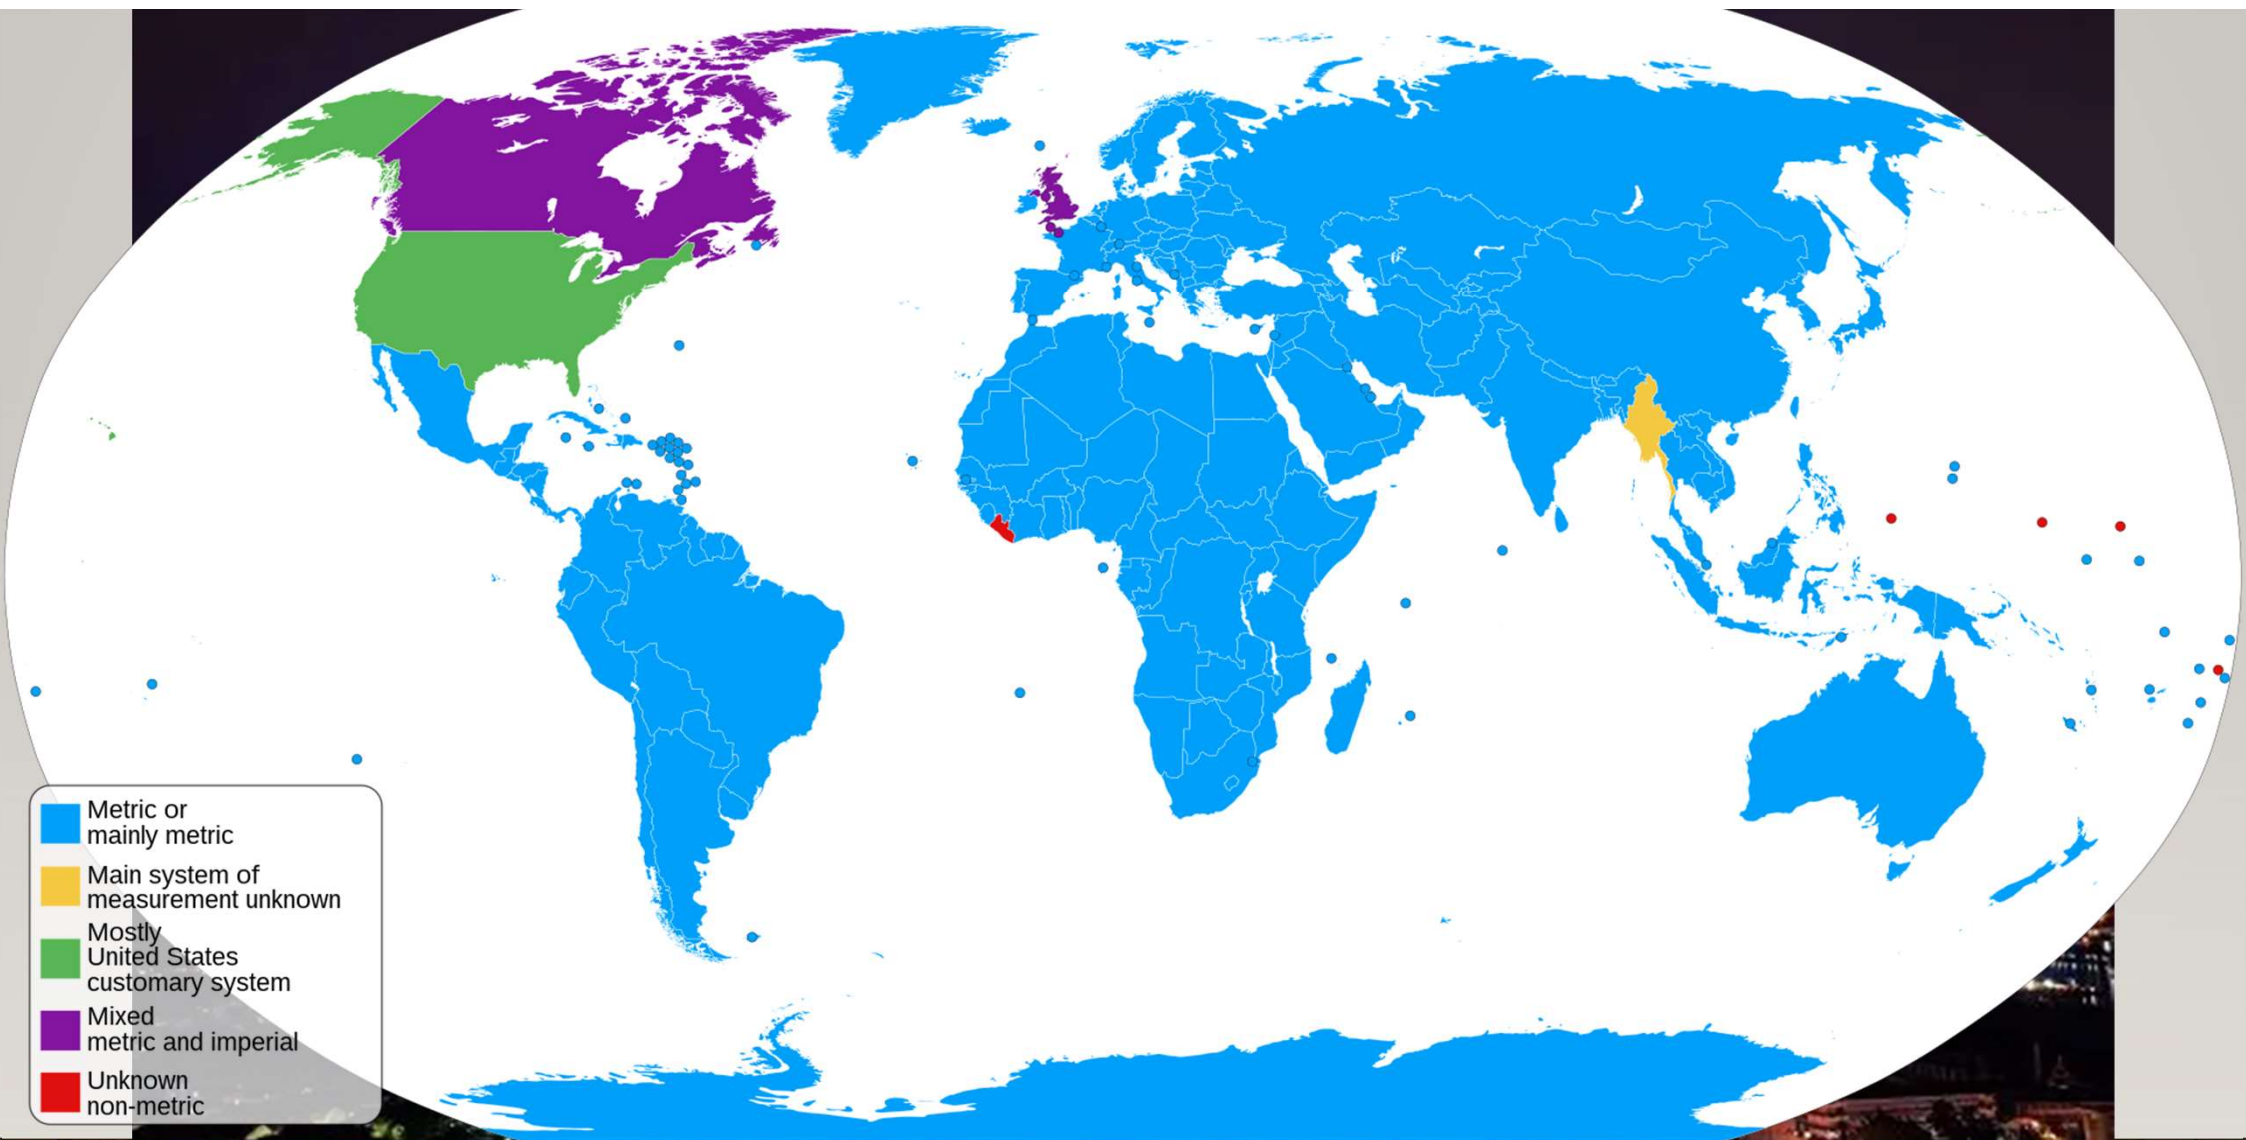 Metric or
mainly metric
Main system of
measurement unknown
Mostly
United States
customary system
Mixed
metric and imperial
Unknown
non-metric